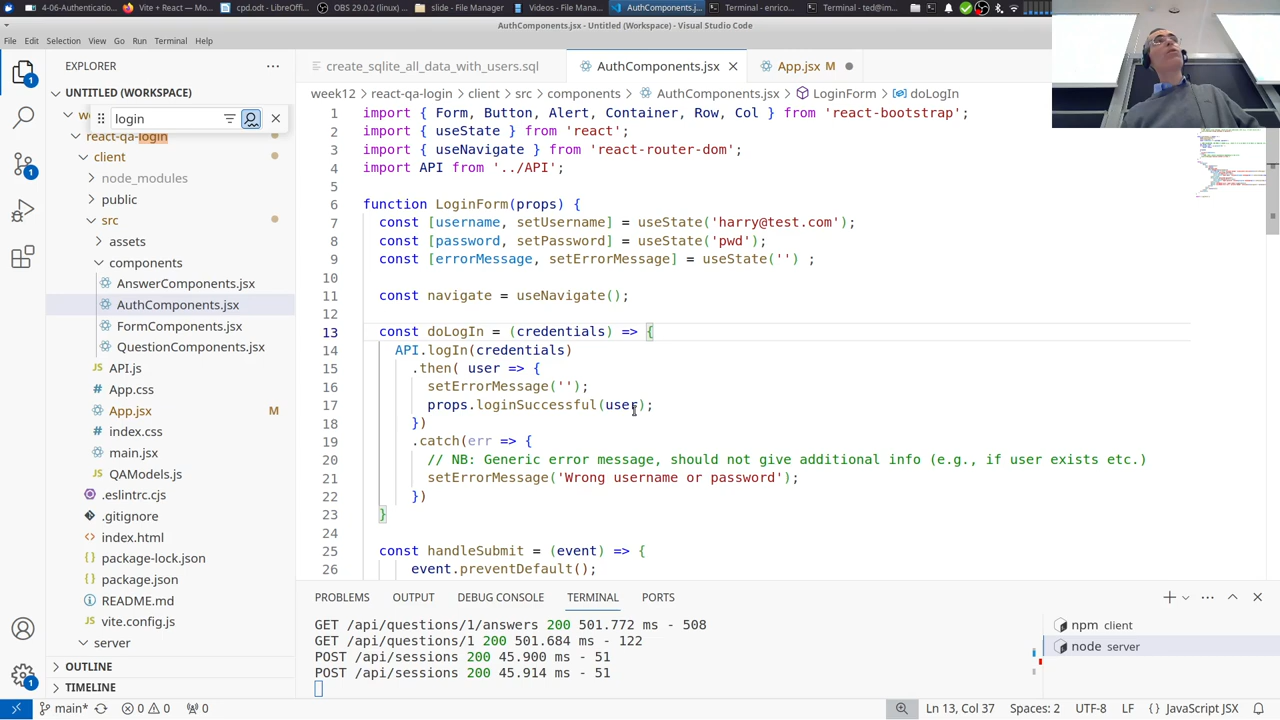 4-06-Authentication
Vite + React — Mo...
cpd.odt - LibreOffi...
OBS 29.0.2 (linux) ...
slide - File Manager
Videos - File Mana...
AuthComponents.j...
Terminal - enrico...
Terminal - ted@im...
AuthComponents.jsx - Untitled (Workspace) - Visual Studio Code
File Edit Selection View Go Run Terminal Help
EXPLORER
create_sqlite_all_data_with_users.sql
AuthComponents.jsx
App.jsx M
UNTITLED (WORKSPACE)
week12 > react-qa-login > client > src > components > AuthComponents.jsx > LoginForm > doLogIn
login
react-qa-login
client
node_modules
public
src
assets
components
AnswerComponents.jsx
AuthComponents.jsx
FormComponents.jsx
QuestionComponents.jsx
API.js
App.css
App.jsx M
index.css
main.jsx
QAModels.js
.eslintrc.cjs
.gitignore
index.html
package-lock.json
package.json
README.md
vite.config.js
server
OUTLINE
TIMELINE
1 import { Form, Button, Alert, Container, Row, Col } from 'react-bootstrap';
2 import { useState } from 'react';
3 import { useNavigate } from 'react-router-dom';
4 import API from '../API';
5
6 function LoginForm(props) {
7 const [username, setUsername] = useState('harry@test.com');
8 const [password, setPassword] = useState('pwd');
9 const [errorMessage, setErrorMessage] = useState('') ;
10
11 const navigate = useNavigate();
12
13 const doLogIn = (credentials) => {
14 API.logIn(credentials)
15 .then( user => {
16 setErrorMessage('');
17 props.loginSuccessful(user);
18 })
19 .catch(err => {
20 // NB: Generic error message, should not give additional info (e.g., if user exists etc.)
21 setErrorMessage('Wrong username or password');
22 })
23 }
24
25 const handleSubmit = (event) => {
26 event.preventDefault();
PROBLEMS OUTPUT DEBUG CONSOLE TERMINAL PORTS
GET /api/questions/1/answers 200 501.772 ms - 508
GET /api/questions/1 200 501.684 ms - 122
POST /api/sessions 200 45.900 ms - 51
POST /api/sessions 200 45.914 ms - 51
npm client
node server
main* 0 0 0 Ln 13, Col 37 Spaces: 2 UTF-8 LF {} JavaScript JSX